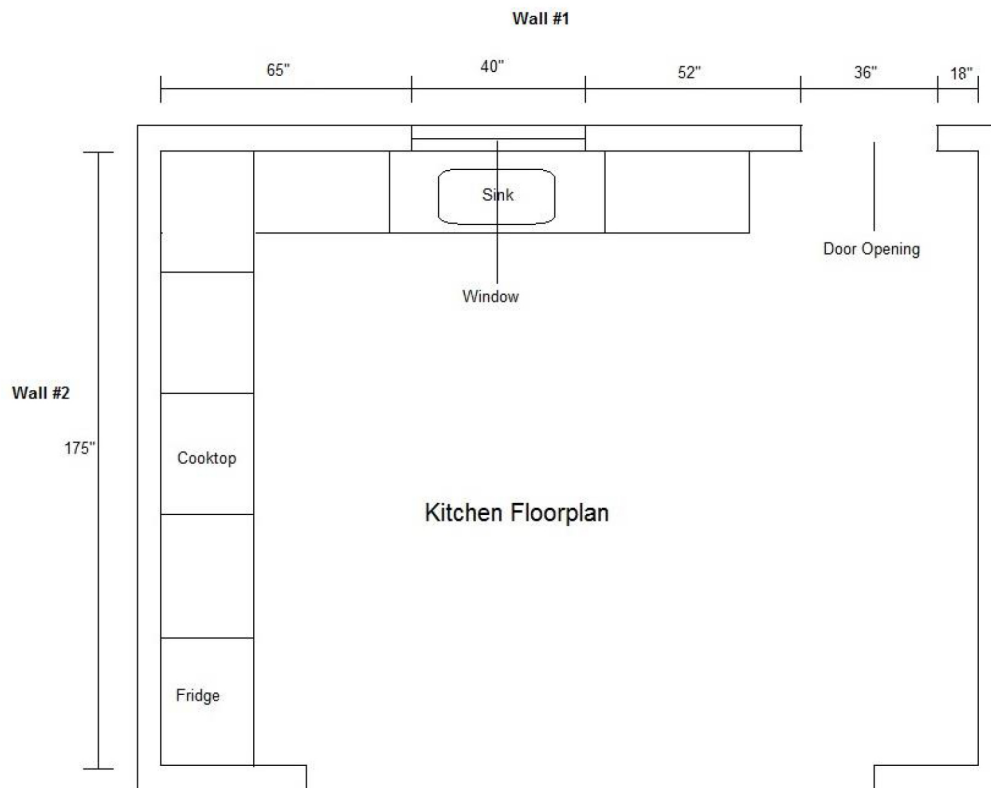 Wall #1
65"
40"
52"
36"
18"
Sink
Door Opening
Window
Wall #2
175"
Cooktop
Kitchen Floorplan
Fridge